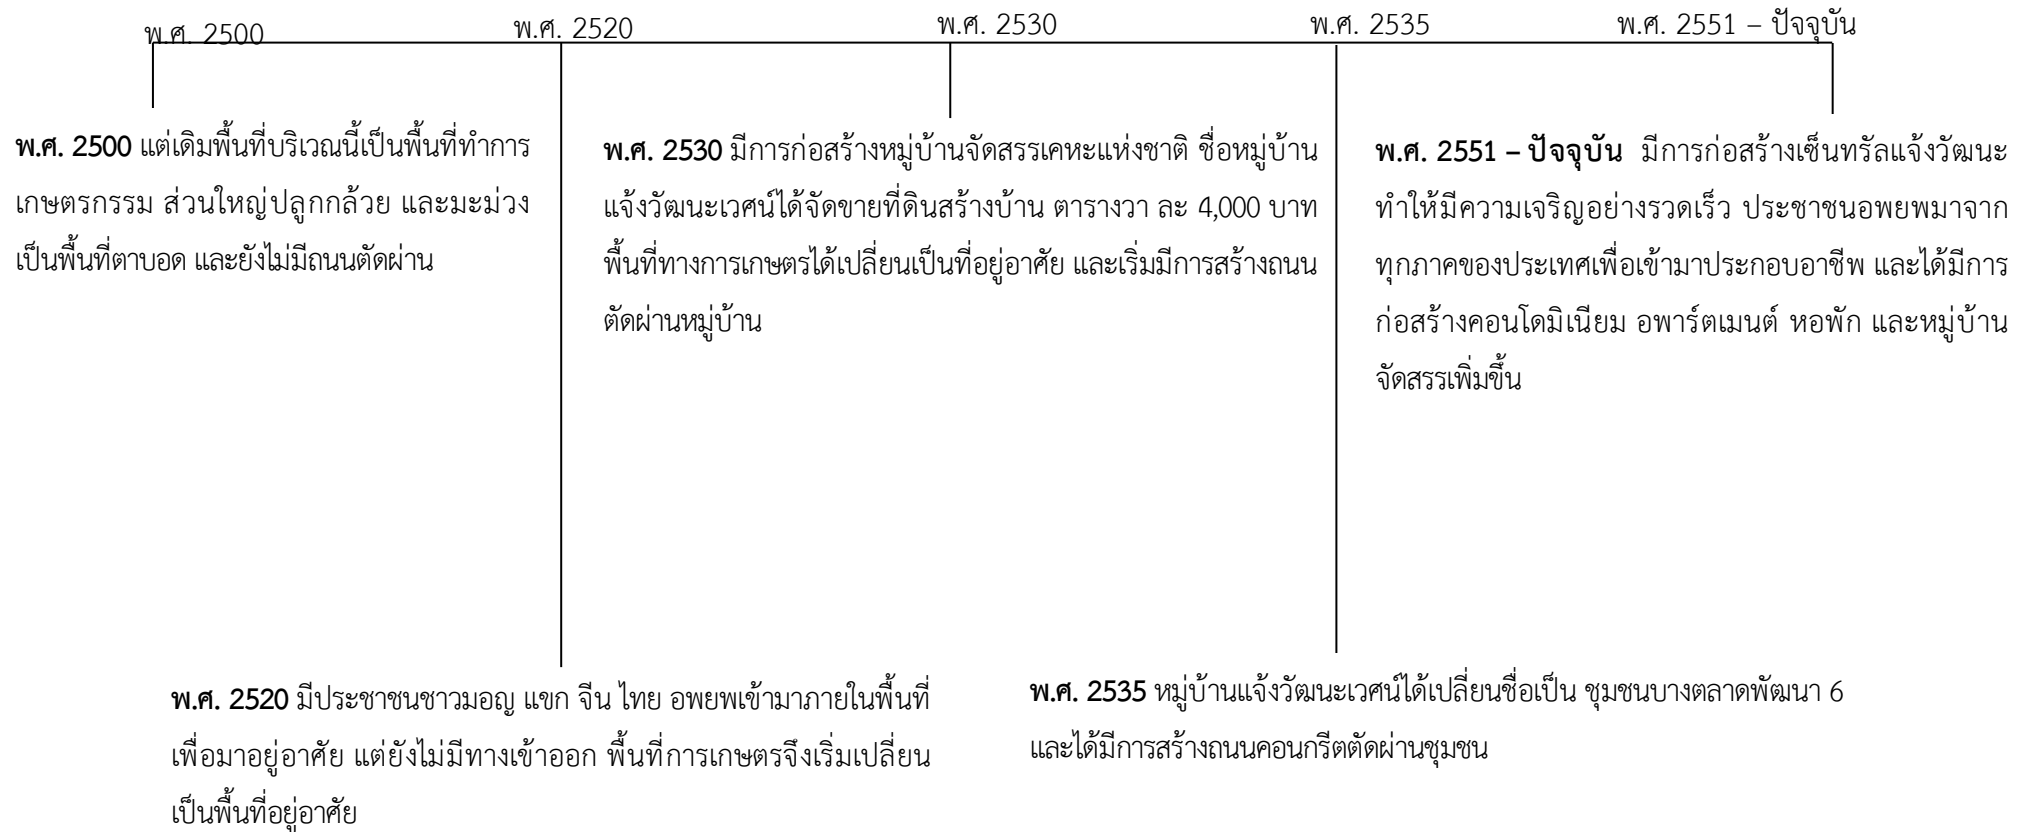 พ.ศ. 2500
พ.ศ. 2520
พ.ศ. 2530
พ.ศ. 2535
พ.ศ. 2551 – ปัจจุบัน
พ.ศ. 2500 แต่เดิมพื้นที่บริเวณนี้เป็นพื้นที่ทำการ
เกษตรกรรม ส่วนใหญ่ปลูกกล้วย และมะม่วง
เป็นพื้นที่ตาบอด และยังไม่มีถนนตัดผ่าน
พ.ศ. 2530 มีการก่อสร้างหมู่บ้านจัดสรรเคหะแห่งชาติ ชื่อหมู่บ้าน
แจ้งวัฒนะเวศน์ได้จัดขายที่ดินสร้างบ้าน ตารางวา ละ 4,000 บาท
พื้นที่ทางการเกษตรได้เปลี่ยนเป็นที่อยู่อาศัย และเริ่มมีการสร้างถนน
ตัดผ่านหมู่บ้าน
พ.ศ. 2551 – ปัจจุบัน มีการก่อสร้างเซ็นทรัลแจ้งวัฒนะ
ทำให้มีความเจริญอย่างรวดเร็ว ประชาชนอพยพมาจาก
ทุกภาคของประเทศเพื่อเข้ามาประกอบอาชีพ และได้มีการ
ก่อสร้างคอนโดมิเนียม อพาร์ตเมนต์ หอพัก และหมู่บ้าน
จัดสรรเพิ่มขึ้น
พ.ศ. 2520 มีประชาชนชาวมอญ แขก จีน ไทย อพยพเข้ามาภายในพื้นที่
เพื่อมาอยู่อาศัย แต่ยังไม่มีทางเข้าออก พื้นที่การเกษตรจึงเริ่มเปลี่ยน
เป็นพื้นที่อยู่อาศัย
พ.ศ. 2535 หมู่บ้านแจ้งวัฒนะเวศน์ได้เปลี่ยนชื่อเป็น ชุมชนบางตลาดพัฒนา 6
และได้มีการสร้างถนนคอนกรีตตัดผ่านชุมชน